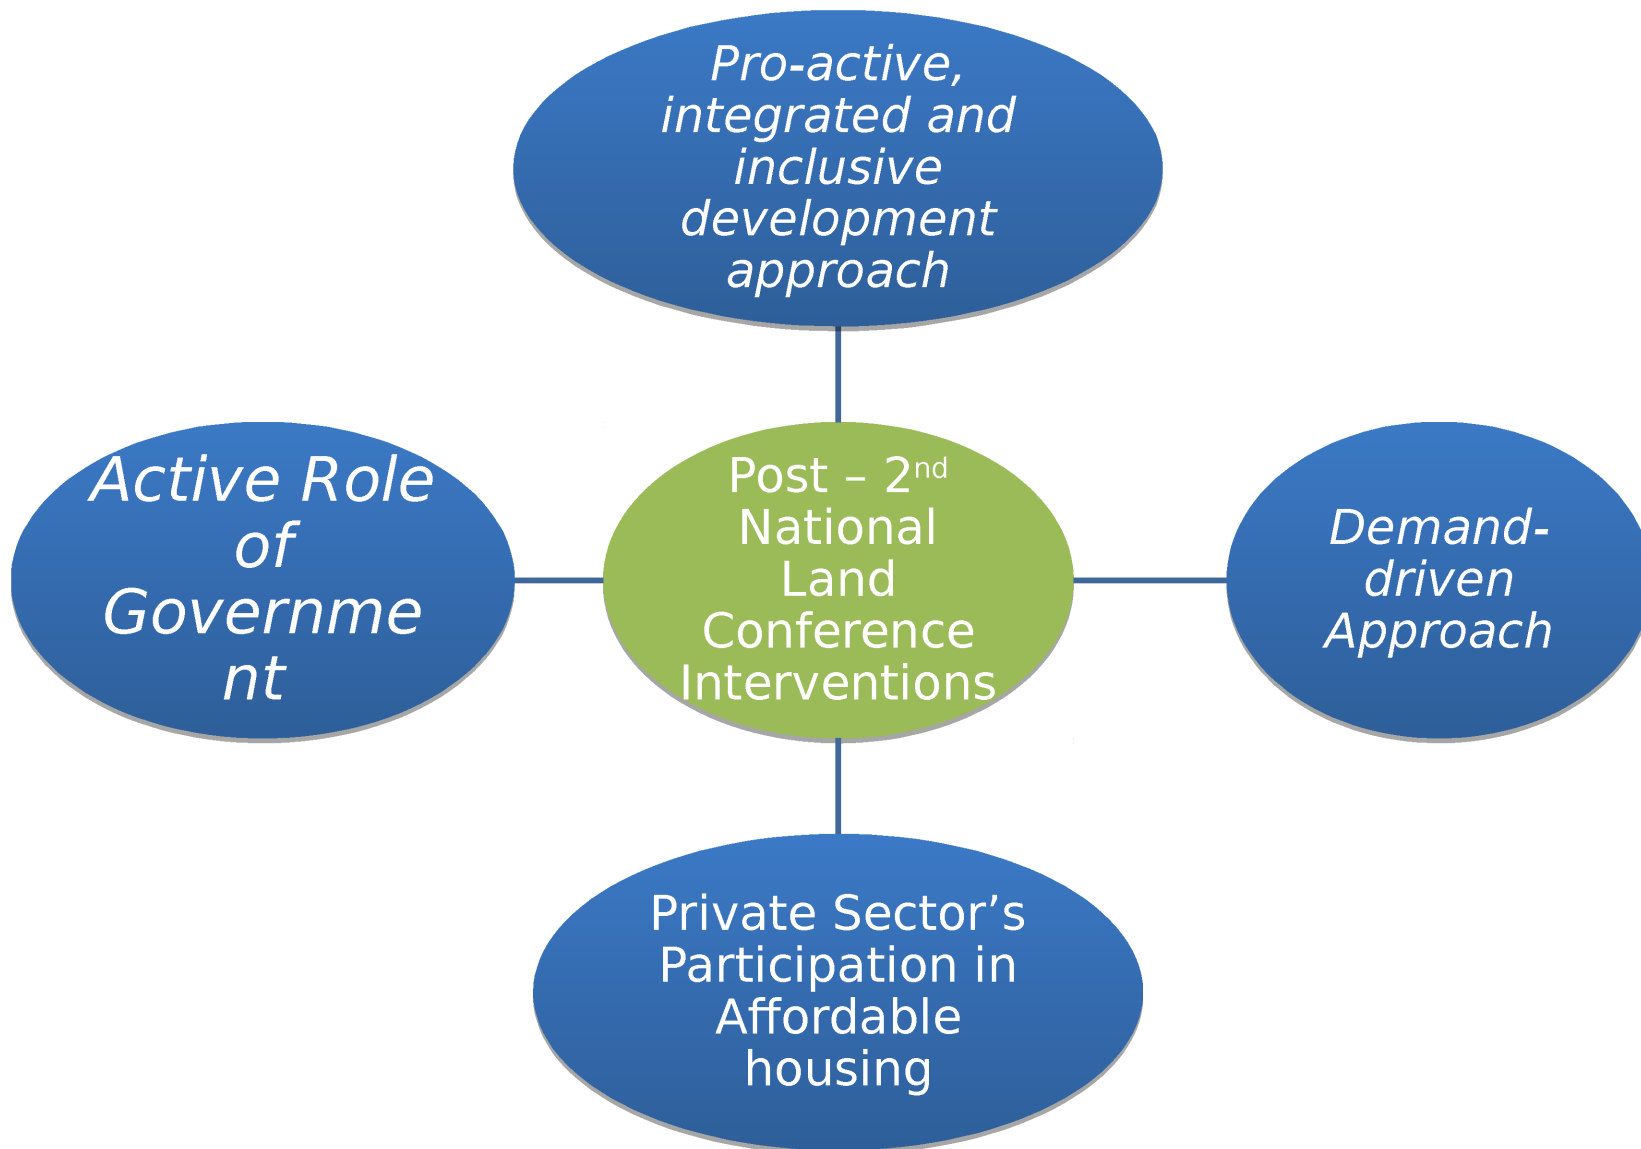 Pro-active,
integrated and
inclusive
development
approach
Active Role
of
Governme
nt
Post – 2nd
National
Land
Conference
Interventions
Demand-
driven
Approach
Private Sector’s
Participation in
Affordable
housing